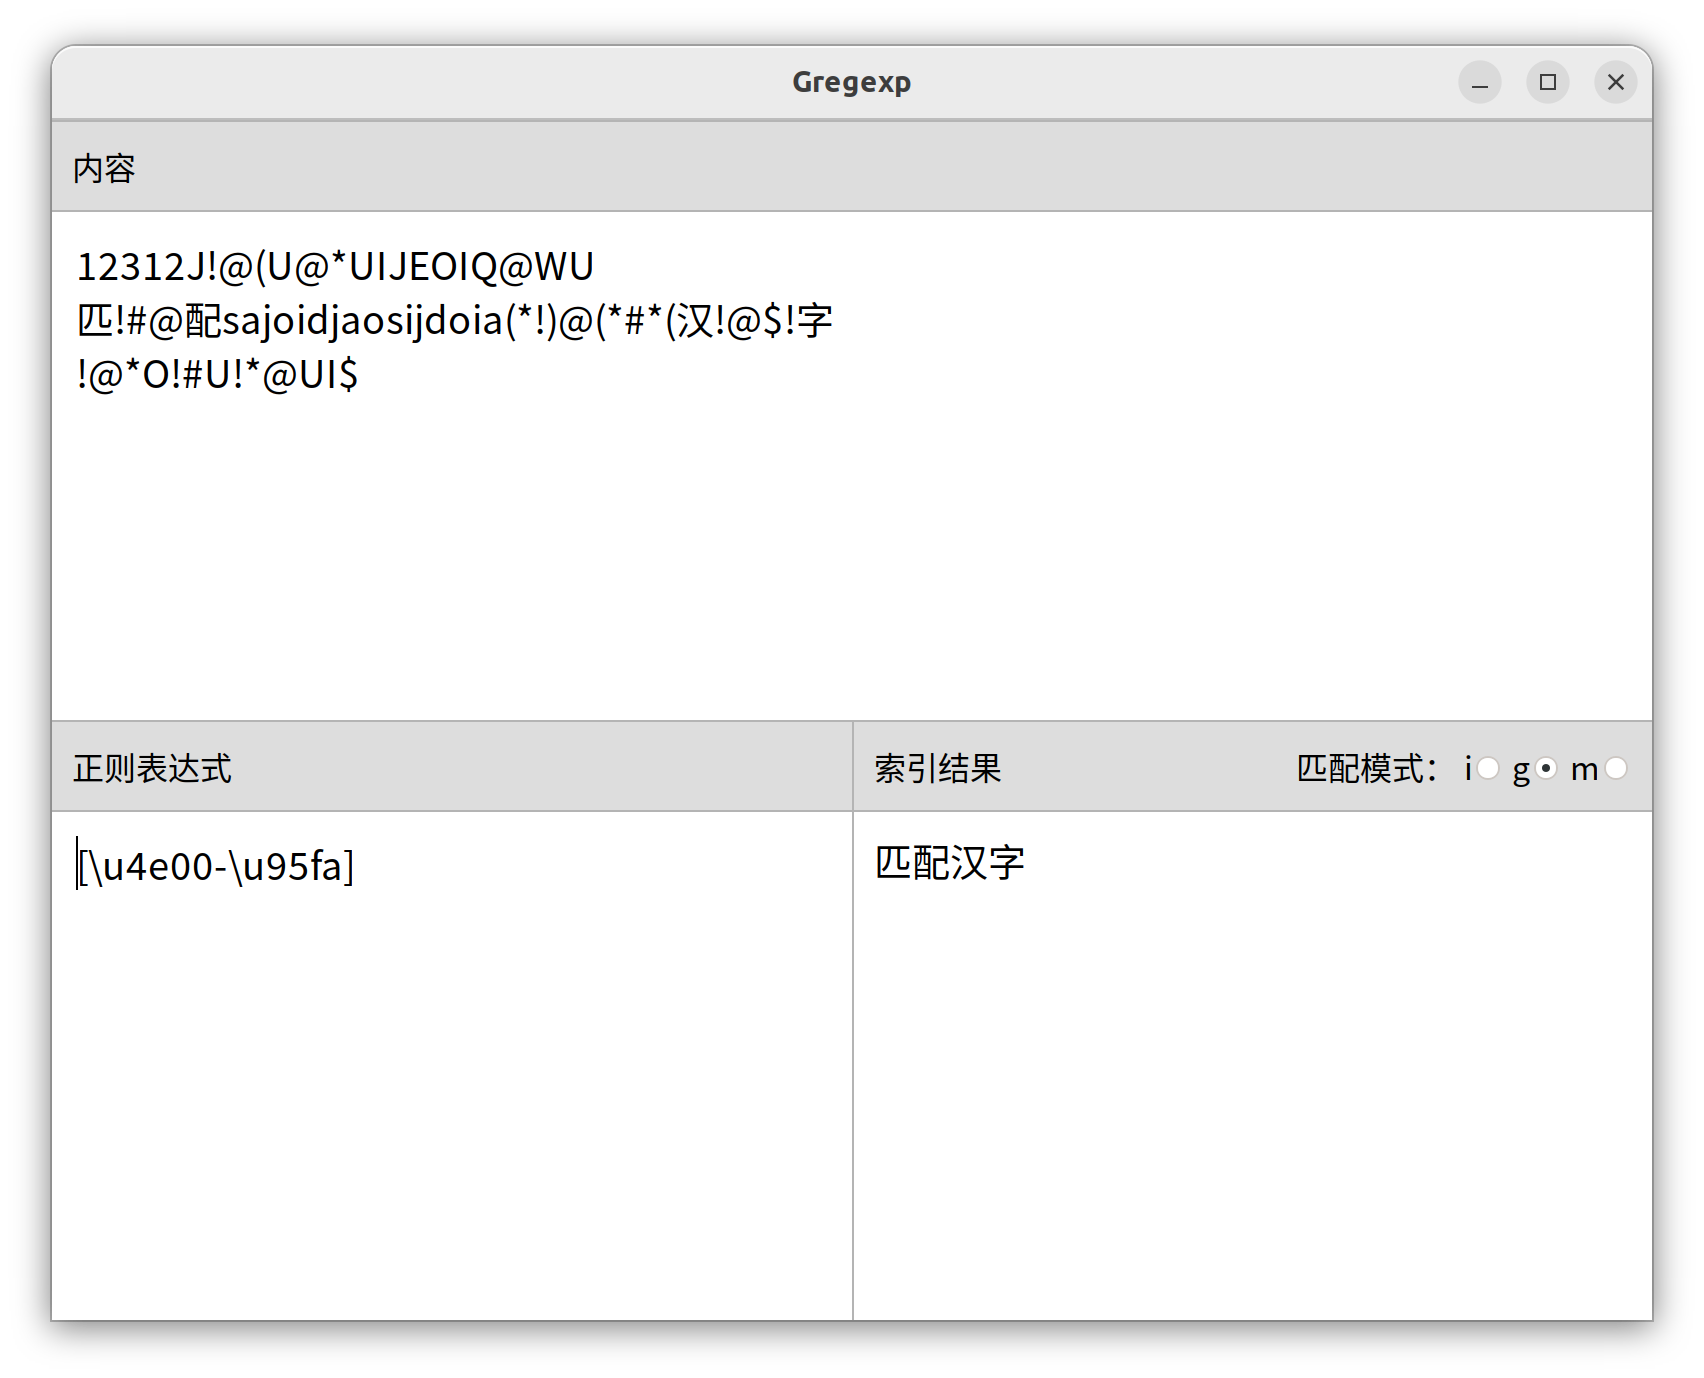 Gregexp
内容
12312J!@(U@*UIJEOIQ@WU
匹!#@配sajoidjaosijdoia(*!)@(*#*(汉!@$!字
!@*O!#U!*@UI$
正则表达式
索引结果 匹配模式： i g m
[\u4e00-\u95fa]
匹配汉字